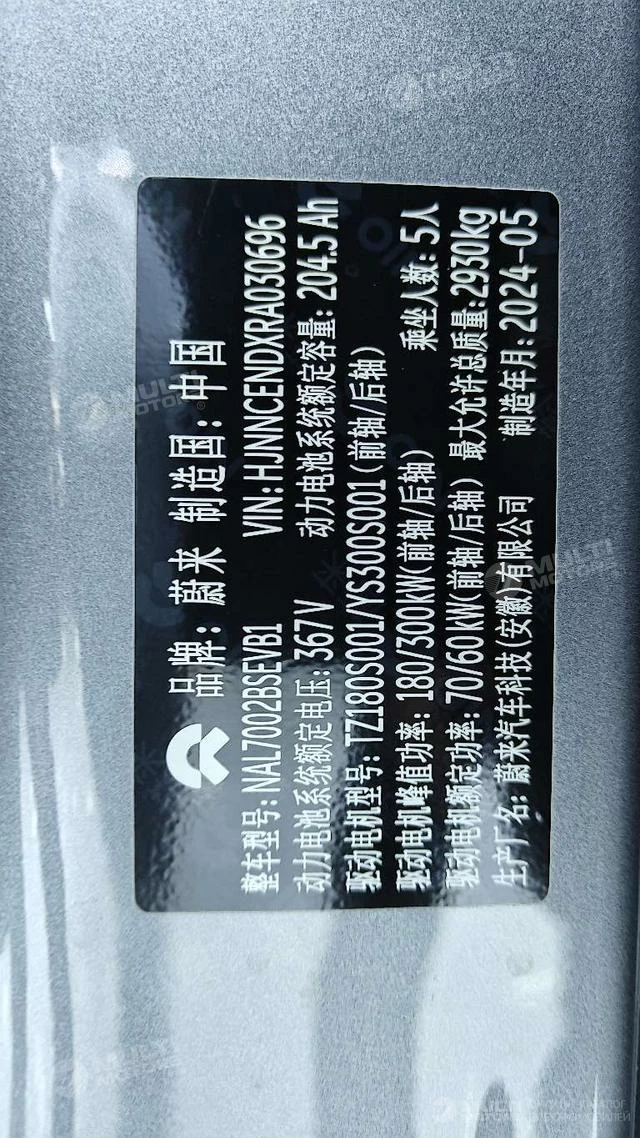 品牌: 蔚来 制造国: 中国
整车型号: NAL7002BSEVB1 VIN: HJNNCENDXRA030696
动力电池系统额定电压: 367V 动力电池系统额定容量: 204.5 Ah
驱动电机型号: TZ180S001/YS300S001(前轴/后轴)
驱动电机峰值功率: 180/300kW(前轴/后轴) 乘坐人数: 5人
驱动电机额定功率: 70/60kW(前轴/后轴) 最大允许总质量: 2930kg
生产厂名: 蔚来汽车科技(安徽)有限公司 制造年月: 2024-05
MULTI
MOTORS
MULTI
MOTORS